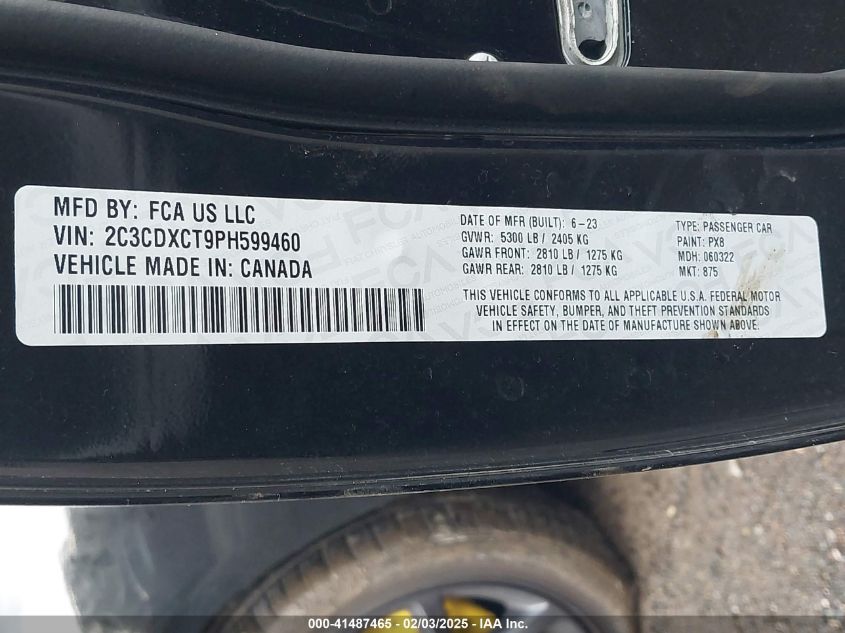 MFD BY: FCA US LLC
VIN: 2C3CDXCT9PH599460
VEHICLE MADE IN: CANADA
DATE OF MFR (BUILT): 6-23
GVWR: 5300 LB / 2405 KG
GAWR FRONT: 2810 LB / 1275 KG
GAWR REAR: 2810 LB / 1275 KG
TYPE: PASSENGER CAR
PAINT: PX8
MDH: 060322
MKT: 875
THIS VEHICLE CONFORMS TO ALL APPLICABLE U.S.A. FEDERAL MOTOR
VEHICLE SAFETY, BUMPER, AND THEFT PREVENTION STANDARDS
IN EFFECT ON THE DATE OF MANUFACTURE SHOWN ABOVE.
000-41487465 - 02/03/2025 - IAAI.COM